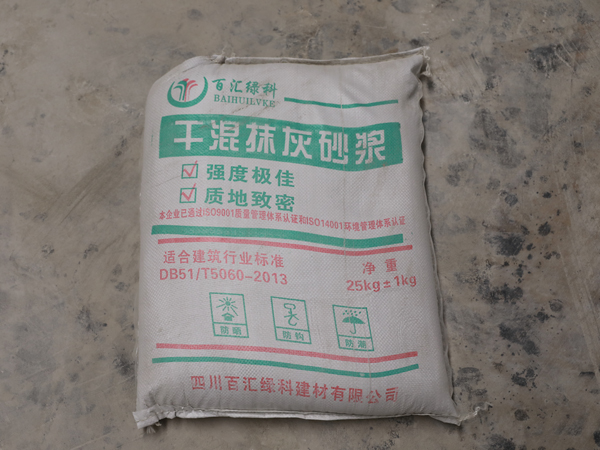 百汇绿科
BAIHUILVKE
干混抹灰砂浆
强度极佳
质地致密
本企业已通过ISO9001质量管理体系认证和ISO14001环境管理体系认证
适合建筑行业标准
DB51/T5060-2013
净重
25kg±1kg
防晒
防钩
防潮
四川百汇绿科建材有限公司